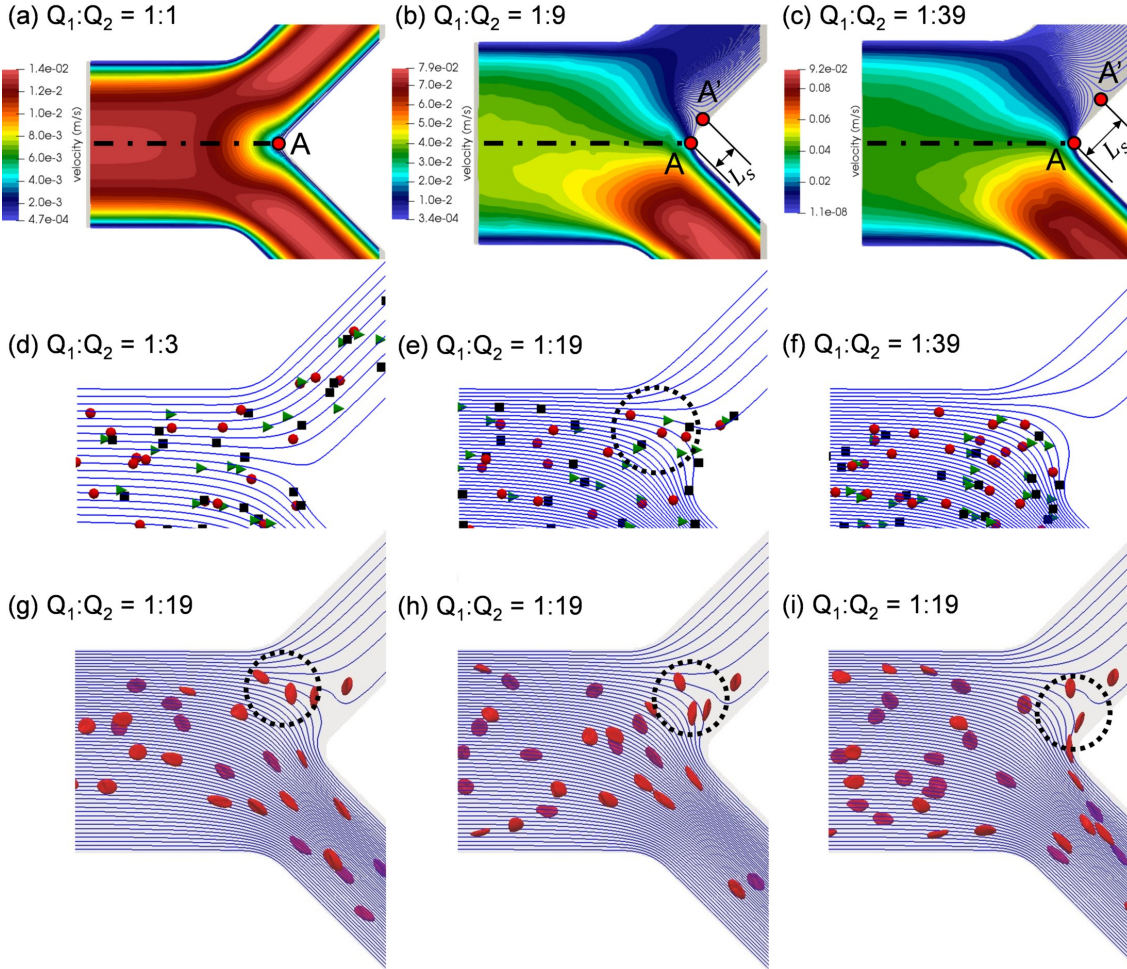 (a) Q₁:Q₂ = 1:1
(b) Q₁:Q₂ = 1:9
(c) Q₁:Q₂ = 1:39
velocity (m/s)
1.4e-02
1.2e-2
1.0e-2
8.0e-3
6.0e-3
4.0e-3
2.0e-3
4.7e-04
A
velocity (m/s)
7.9e-02
7.0e-2
6.0e-2
5.0e-2
4.0e-2
3.0e-2
2.0e-2
1.0e-2
3.4e-04
A'
A
Lₛ
velocity (m/s)
9.2e-02
0.08
0.06
0.04
0.02
1.1e-08
A'
A
Lₛ
(d) Q₁:Q₂ = 1:3
(e) Q₁:Q₂ = 1:19
(f) Q₁:Q₂ = 1:39
(g) Q₁:Q₂ = 1:19
(h) Q₁:Q₂ = 1:19
(i) Q₁:Q₂ = 1:19